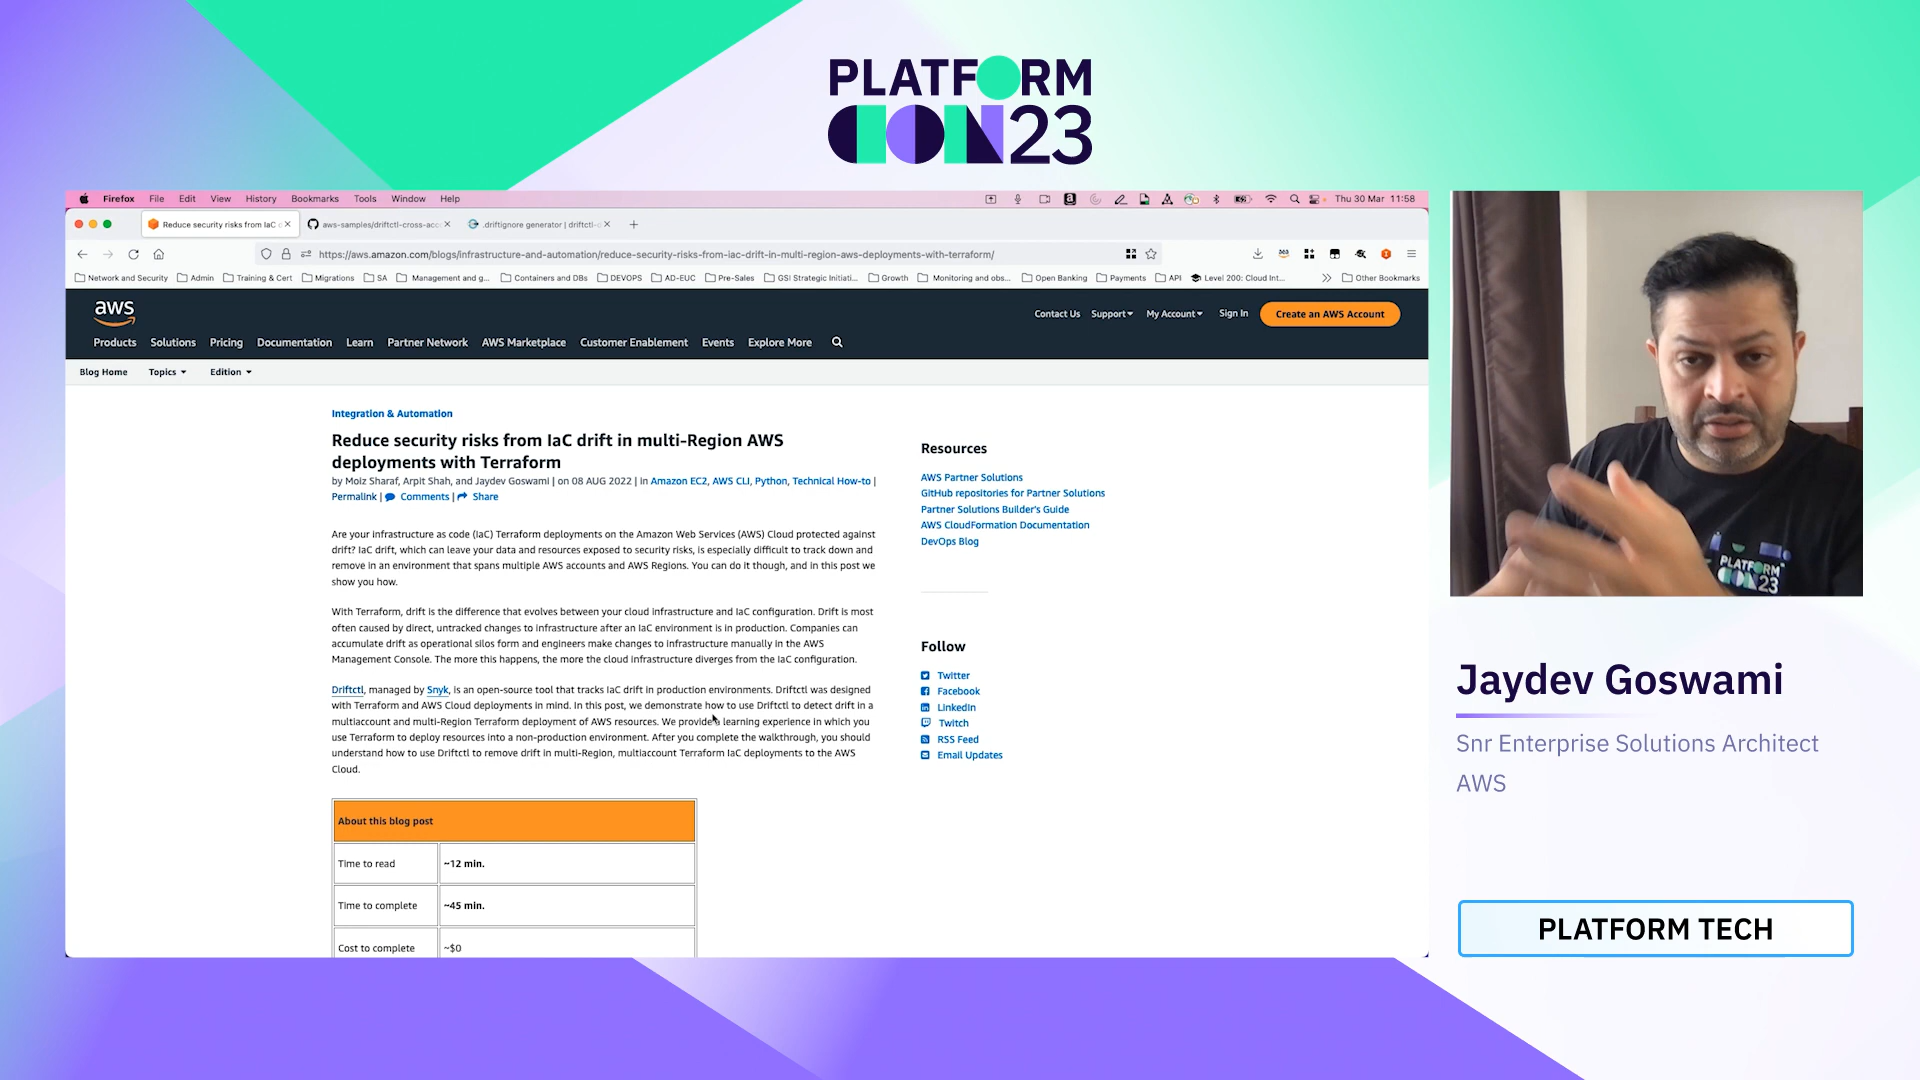 PLATFORM
CON23
Firefox File Edit View History Bookmarks Tools Window Help
Thu 30 Mar 11:58
Reduce security risks from IaC
aws-samples/driftctl-cross-acc
.driftignore generator | driftctl-
https://aws.amazon.com/blogs/infrastructure-and-automation/reduce-security-risks-from-iac-drift-in-multi-region-aws-deployments-with-terraform/
Network and Security Admin Training & Cert Migrations SA Management and g... Containers and DBs DEVOPS AD-EUC Pre-Sales GSI Strategic Initiati... Growth Monitoring and obs... Open Banking Payments API Level 200: Cloud Int... Other Bookmarks
aws
Contact Us Support My Account Sign In Create an AWS Account
Products Solutions Pricing Documentation Learn Partner Network AWS Marketplace Customer Enablement Events Explore More
Blog Home Topics Edition
Integration & Automation
Reduce security risks from IaC drift in multi-Region AWS
deployments with Terraform
by Moiz Sharaf, Arpit Shah, and Jaydev Goswami | on 08 AUG 2022 | in Amazon EC2, AWS CLI, Python, Technical How-to |
Permalink | Comments | Share
Are your infrastructure as code (IaC) Terraform deployments on the Amazon Web Services (AWS) Cloud protected against
drift? IaC drift, which can leave your data and resources exposed to security risks, is especially difficult to track down and
remove in an environment that spans multiple AWS accounts and AWS Regions. You can do it though, and in this post we
show you how.
With Terraform, drift is the difference that evolves between your cloud infrastructure and IaC configuration. Drift is most
often caused by direct, untracked changes to infrastructure after an IaC environment is in production. Companies can
accumulate drift as operational silos form and engineers make changes to infrastructure manually in the AWS
Management Console. The more this happens, the more the cloud infrastructure diverges from the IaC configuration.
Driftctl, managed by Snyk, is an open-source tool that tracks IaC drift in production environments. Driftctl was designed
with Terraform and AWS Cloud deployments in mind. In this post, we demonstrate how to use Driftctl to detect drift in a
multiaccount and multi-Region Terraform deployment of AWS resources. We provide a learning experience in which you
use Terraform to deploy resources into a non-production environment. After you complete the walkthrough, you should
understand how to use Driftctl to remove drift in multi-Region, multiaccount Terraform IaC deployments to the AWS
Cloud.
About this blog post
Time to read ~12 min.
Time to complete ~45 min.
Cost to complete ~$0
Resources
AWS Partner Solutions
GitHub repositories for Partner Solutions
Partner Solutions Builder's Guide
AWS CloudFormation Documentation
DevOps Blog
Follow
Twitter
Facebook
LinkedIn
Twitch
RSS Feed
Email Updates
PLATFORM
CON23
Jaydev Goswami
Snr Enterprise Solutions Architect
AWS
PLATFORM TECH